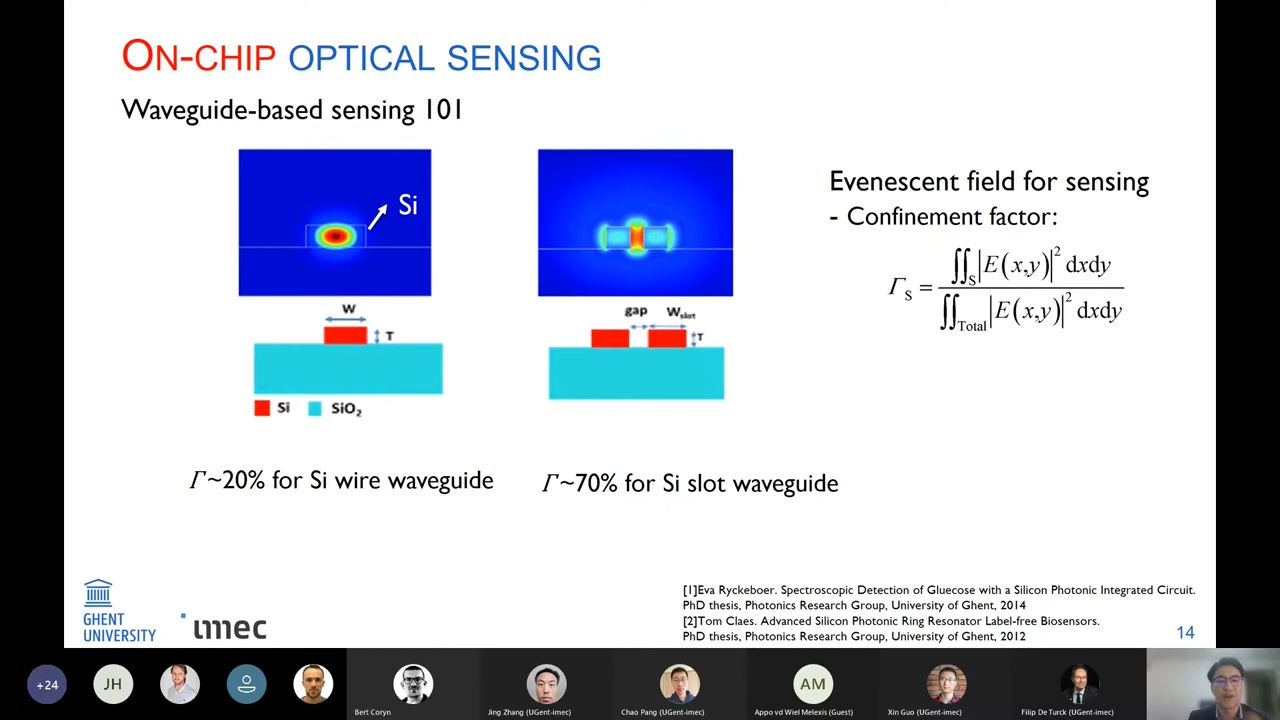 ON-CHIP OPTICAL SENSING
Waveguide-based sensing 101
Si
W
T
Si
SiO₂
gap
Wslot
T
Γ~20% for Si wire waveguide
Γ~70% for Si slot waveguide
Evenescent field for sensing
- Confinement factor:
Γ_S = ∬_S |E(x,y)|² dxdy / ∬_Total |E(x,y)|² dxdy
[1]Eva Ryckeboer. Spectroscopic Detection of Gluecose with a Silicon Photonic Integrated Circuit.
PhD thesis, Photonics Research Group, University of Ghent, 2014
[2]Tom Claes. Advanced Silicon Photonic Ring Resonator Label-free Biosensors.
PhD thesis, Photonics Research Group, University of Ghent, 2012
GHENT
UNIVERSITY
imec
14
+24
JH
AM
Bert Coryn
Jing Zhang (UGent-imec)
Chao Pang (UGent-imec)
Appo vd Wiel Melexis (Guest)
Xin Guo (UGent-imec)
Filip De Turck (UGent-imec)